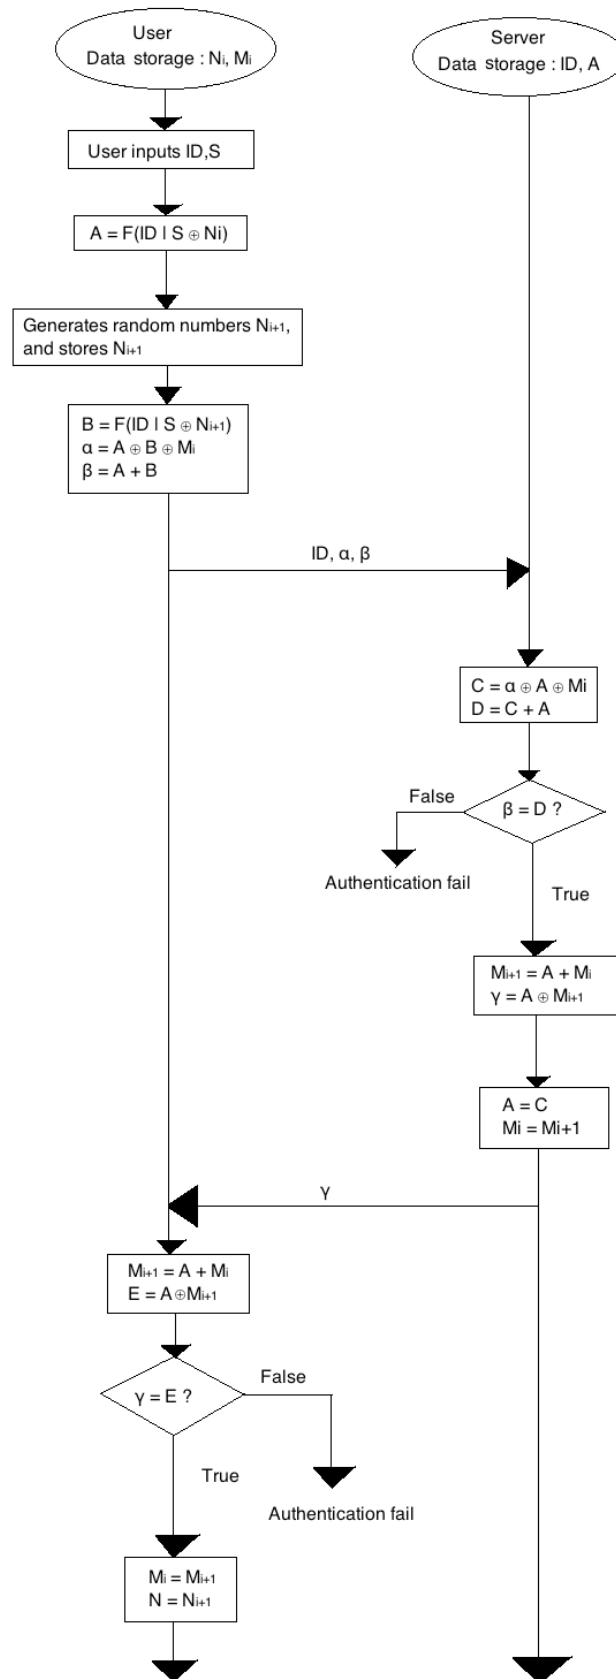 User
Data storage : Ni, Mi
Server
Data storage : ID, A
User inputs ID,S
A = F(ID | S ⊕ Ni)
Generates random numbers Ni+1,
and stores Ni+1
B = F(ID | S ⊕ Ni+1)
α = A ⊕ B ⊕ Mi
β = A + B
ID, α, β
C = α ⊕ A ⊕ Mi
D = C + A
β = D ?
False
Authentication fail
True
Mi+1 = A + Mi
γ = A ⊕ Mi+1
A = C
Mi = Mi+1
γ
Mi+1 = A + Mi
E = A⊕Mi+1
γ = E ?
False
True
Authentication fail
Mi = Mi+1
N = Ni+1